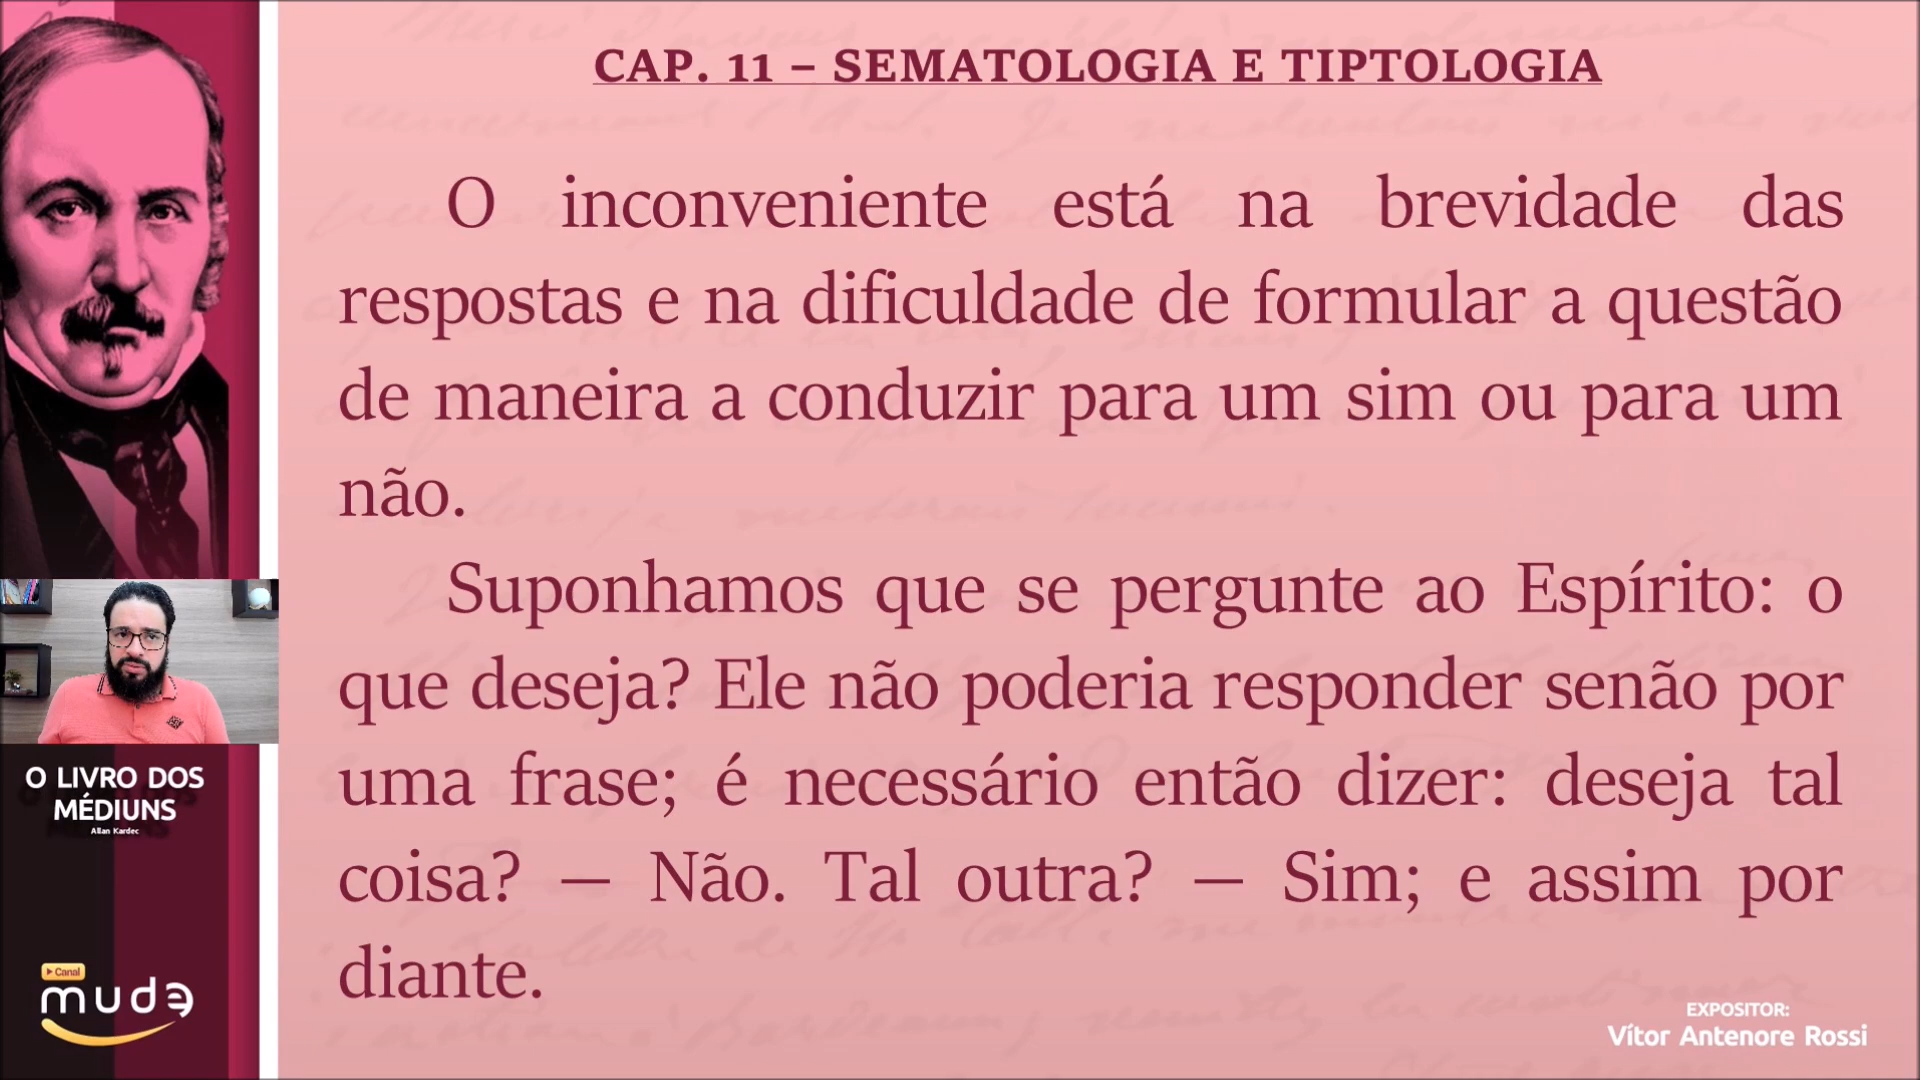 CAP. 11 – SEMATOLOGIA E TIPTOLOGIA
O inconveniente está na brevidade das
respostas e na dificuldade de formular a questão
de maneira a conduzir para um sim ou para um
não.
Suponhamos que se pergunte ao Espírito: o
que deseja? Ele não poderia responder senão por
uma frase; é necessário então dizer: deseja tal
coisa? — Não. Tal outra? — Sim; e assim por
diante.
O LIVRO DOS
MÉDIUNS
Allan Kardec
Canal
mude
EXPOSITOR:
Vítor Antenore Rossi